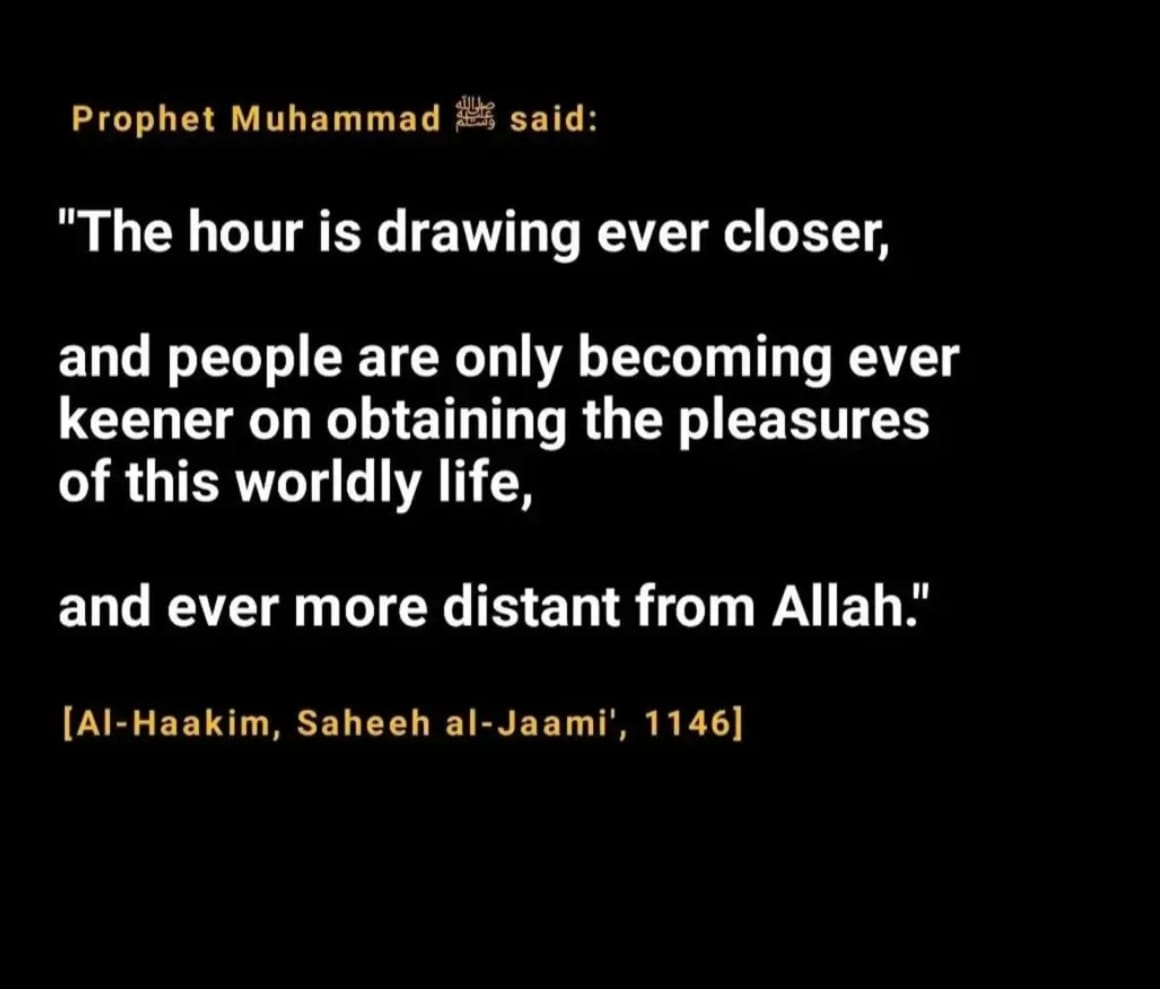 Prophet Muhammad ﷺ said:
"The hour is drawing ever closer,
and people are only becoming ever
keener on obtaining the pleasures
of this worldly life,
and ever more distant from Allah."
[Al-Haakim, Saheeh al-Jaami', 1146]